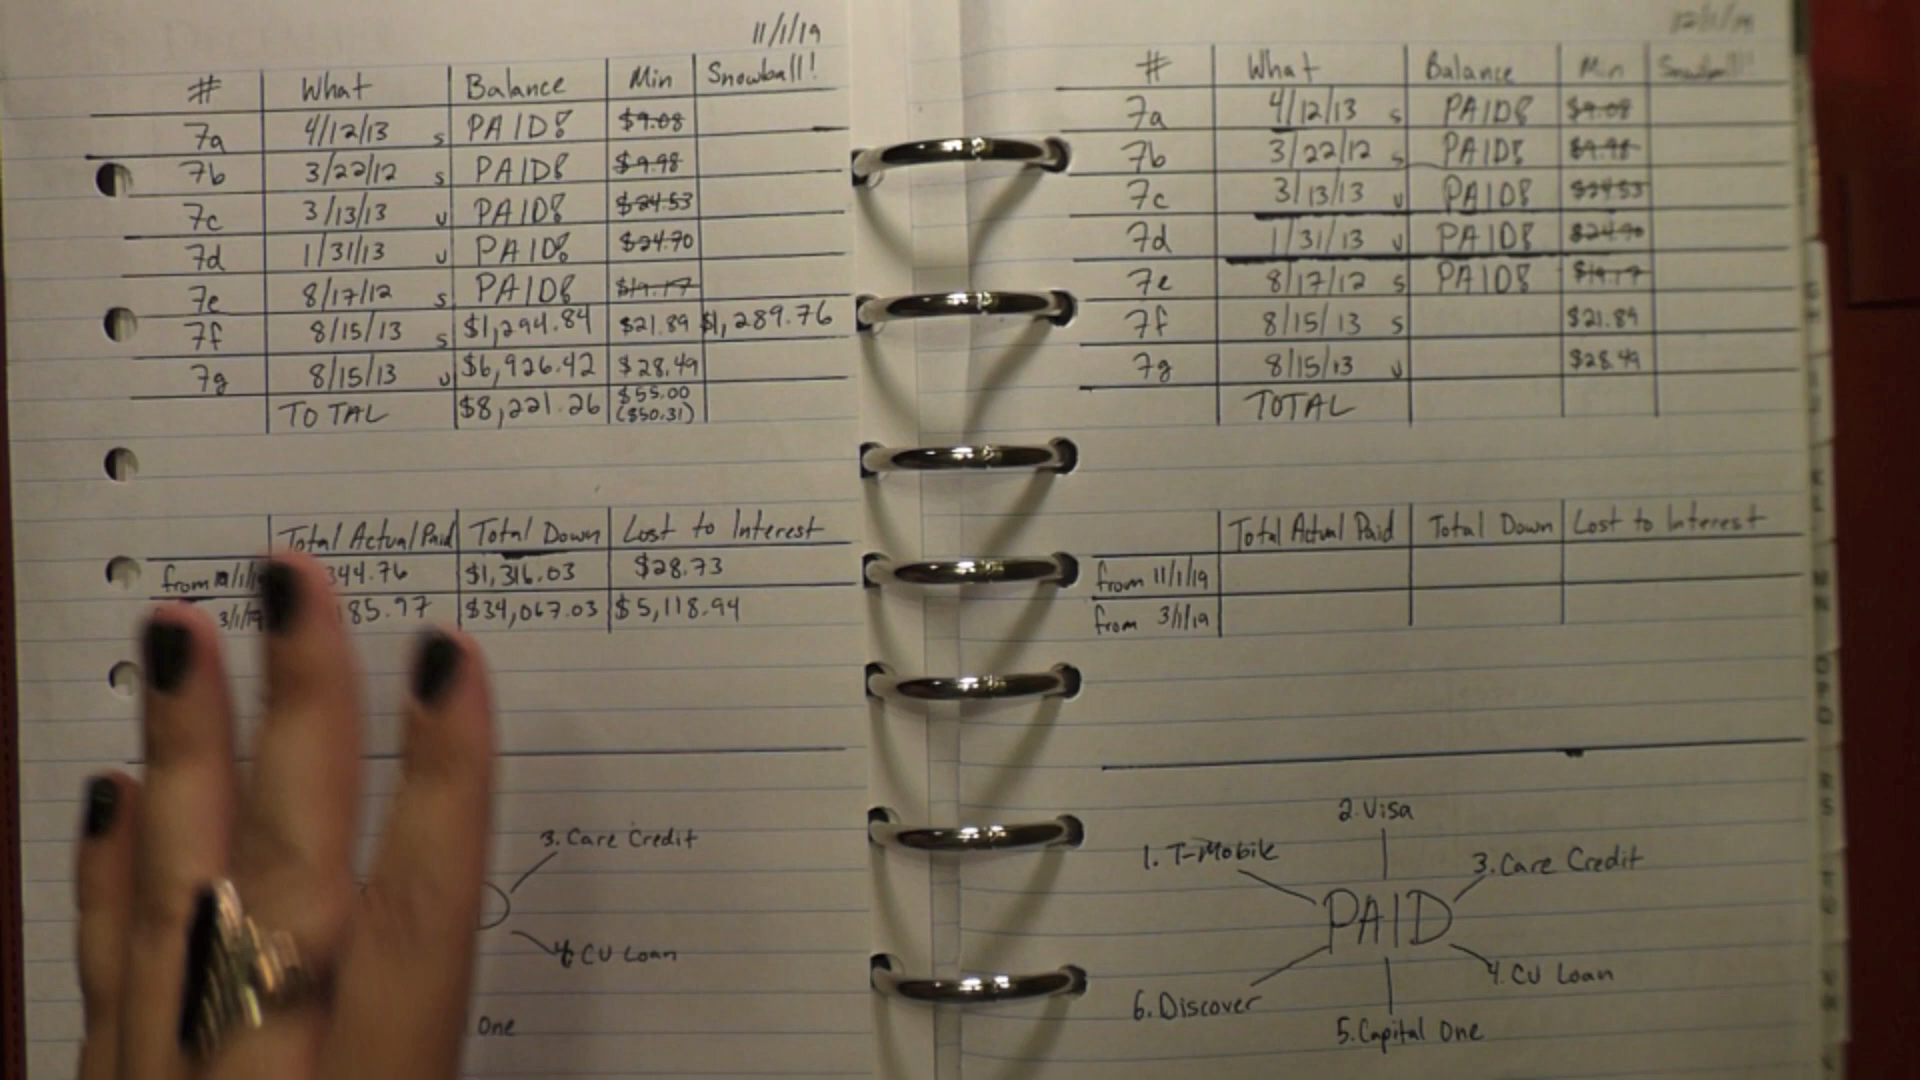 11/1/19
# What Balance Min Snowball!
7a 4/12/13 s PAID! $9.08
7b 3/22/12 s PAID! $9.98
7c 3/13/13 u PAID! $24.53
7d 1/31/13 u PAID! $24.70
7e 8/17/12 s PAID! $19.17
7f 8/15/13 s $1,294.84 $21.89 $1,289.76
7g 8/15/13 u $6,926.42 $28.49
TOTAL $8,221.26 $55.00
($50.31)
Total Actual Paid Total Down Lost to Interest
from 344.76 $1,316.03 $28.73
3/1/19 185.97 $34,067.03 $5,118.94
3. Care Credit
4. CU Loan
One
12/1/19
# What Balance Min Snowball!
7a 4/12/13 s PAID! $9.08
7b 3/22/12 s PAID! $9.98
7c 3/13/13 u PAID! $24.53
7d 1/31/13 u PAID! $24.70
7e 8/17/12 s PAID! $19.17
7f 8/15/13 s $21.89
7g 8/15/13 u $28.49
TOTAL
Total Actual Paid Total Down Lost to Interest
from 11/1/19
from 3/1/19
2. Visa
1. T-Mobile
3. Care Credit
PAID
4. CU Loan
6. Discover
5. Capital One